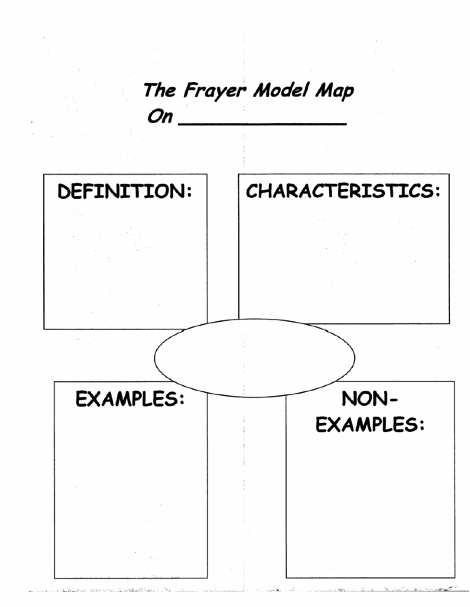 The Frayer Model Map
On
DEFINITION:
CHARACTERISTICS:
EXAMPLES:
NON-
EXAMPLES: